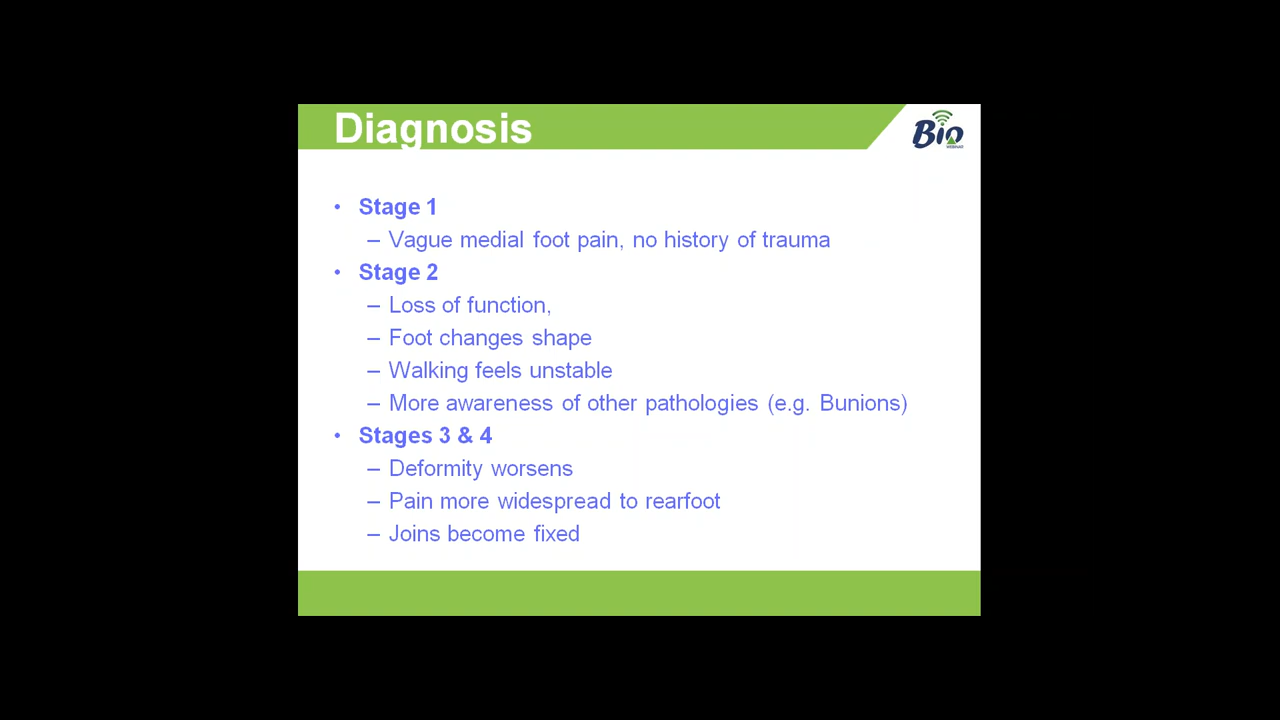 Diagnosis
Bio
WEBINAR
• Stage 1
– Vague medial foot pain, no history of trauma
• Stage 2
– Loss of function,
– Foot changes shape
– Walking feels unstable
– More awareness of other pathologies (e.g. Bunions)
• Stages 3 & 4
– Deformity worsens
– Pain more widespread to rearfoot
– Joins become fixed